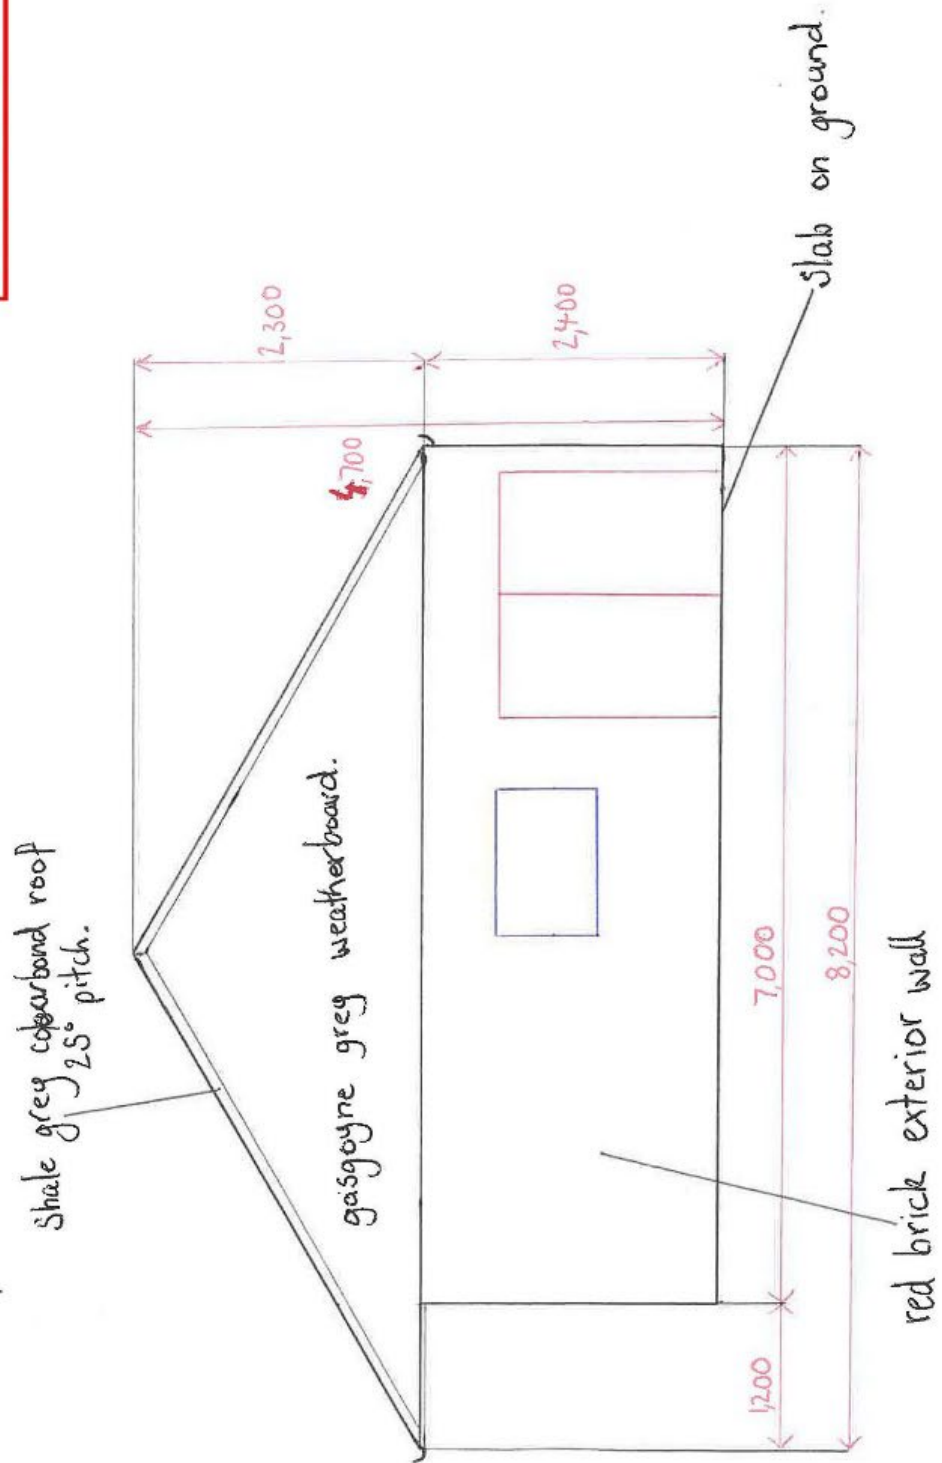 shale grey colourbond roof
25° pitch.
gasgoyne grey weatherboard.
2,300
4,700
2,400
slab on ground.
1,200
7,000
8,200
red brick exterior wall